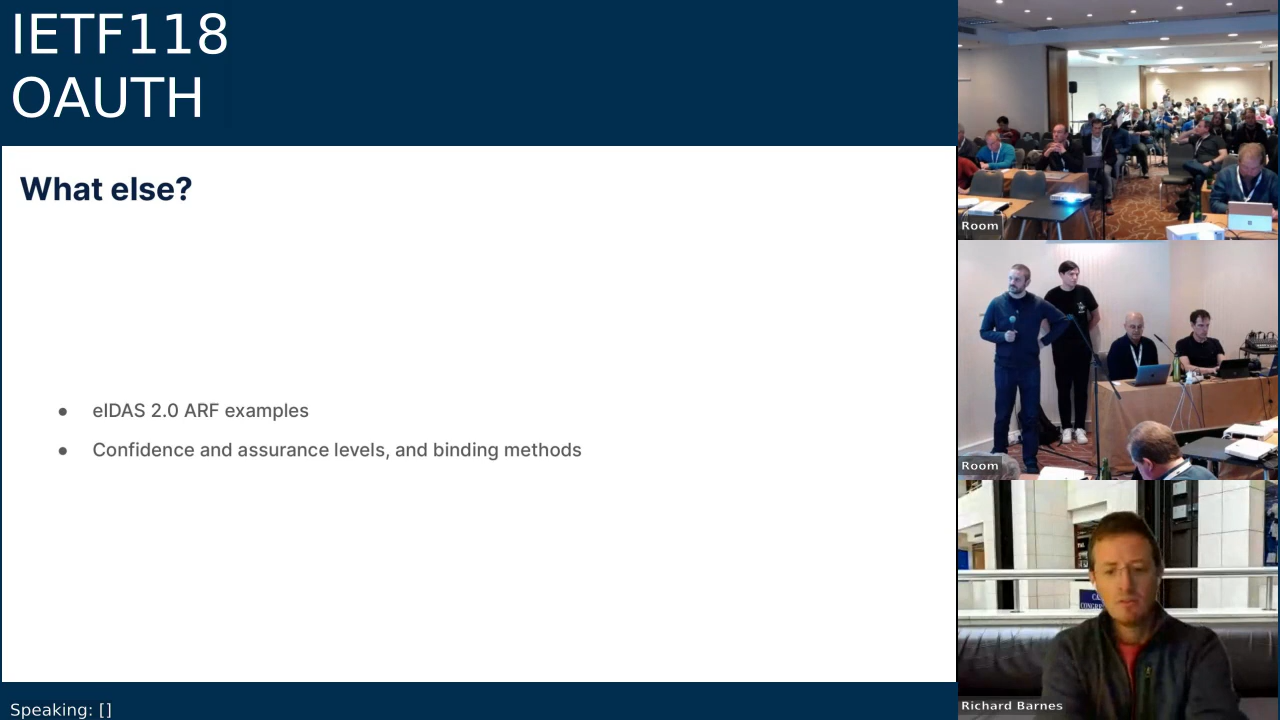 IETF118
OAUTH
What else?
● eIDAS 2.0 ARF examples
● Confidence and assurance levels, and binding methods
Speaking: []
Room
Room
Richard Barnes